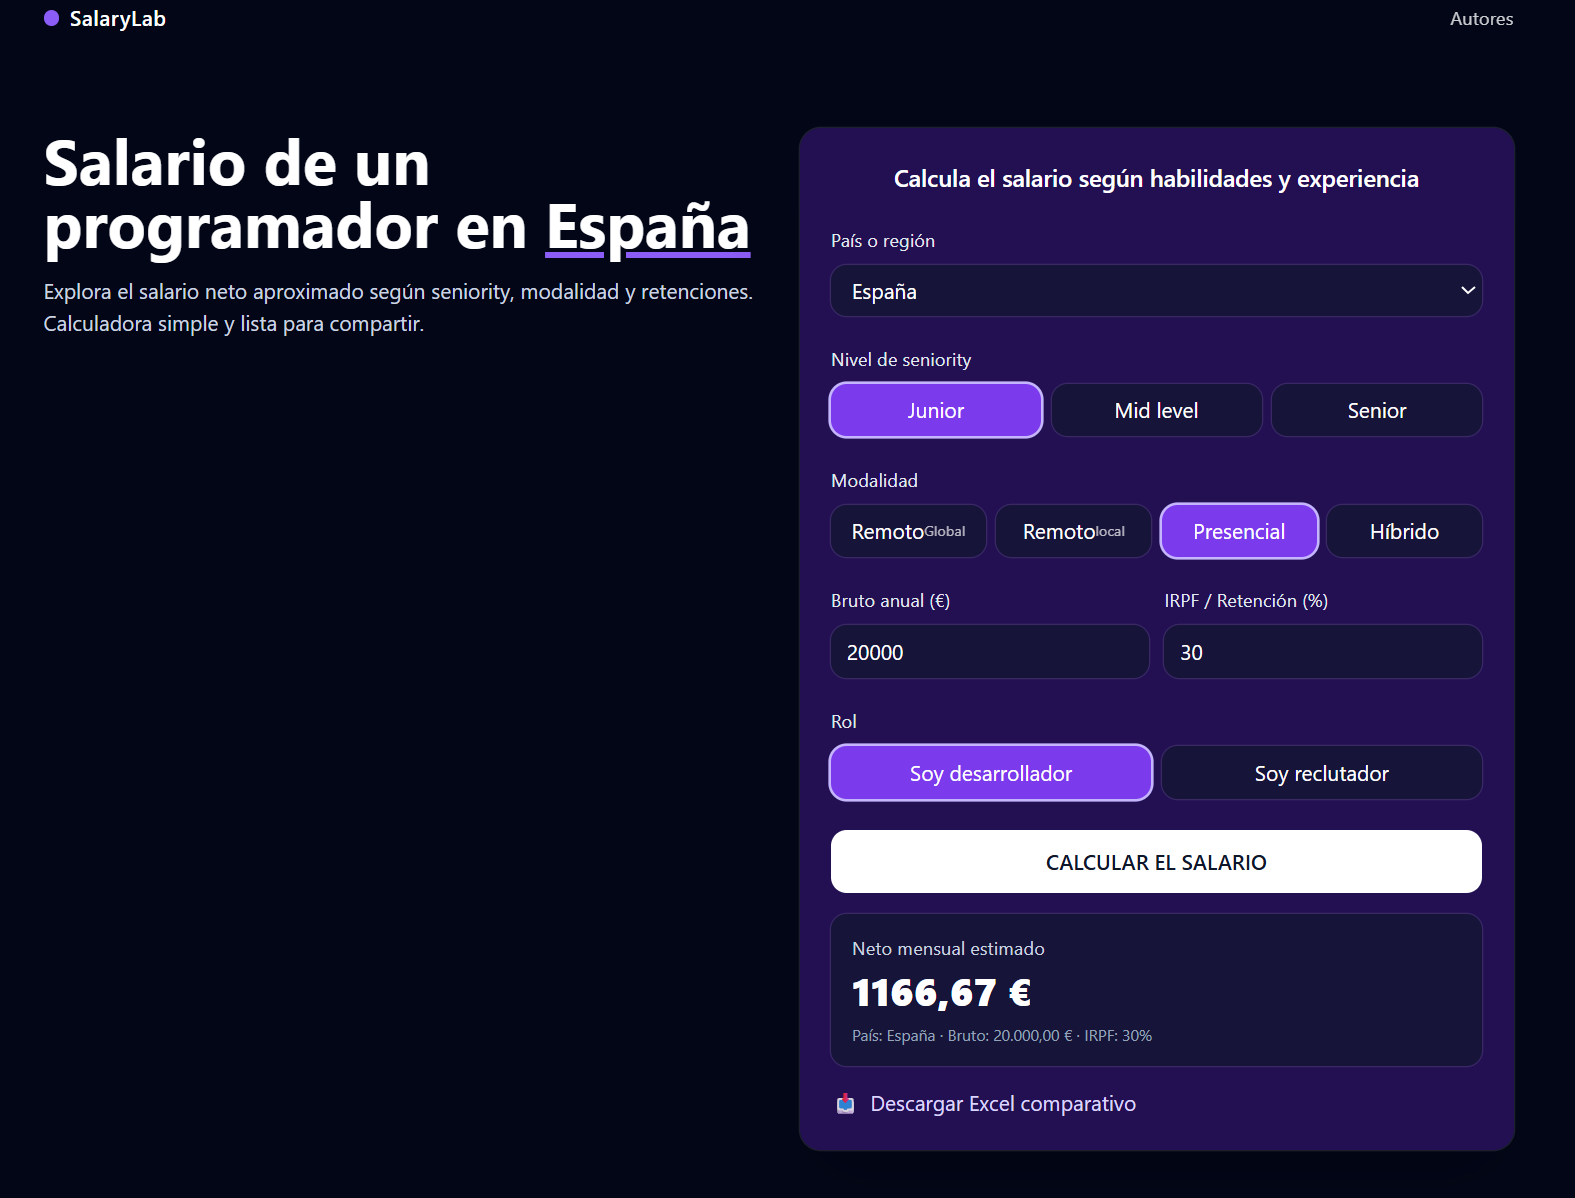 SalaryLab
Autores
Salario de un
programador en España
Explora el salario neto aproximado según seniority, modalidad y retenciones.
Calculadora simple y lista para compartir.
Calcula el salario según habilidades y experiencia
País o región
España
Nivel de seniority
Junior
Mid level
Senior
Modalidad
RemotoGlobal
Remotolocal
Presencial
Híbrido
Bruto anual (€)
IRPF / Retención (%)
20000
30
Rol
Soy desarrollador
Soy reclutador
CALCULAR EL SALARIO
Neto mensual estimado
1166,67 €
País: España · Bruto: 20.000,00 € · IRPF: 30%
Descargar Excel comparativo